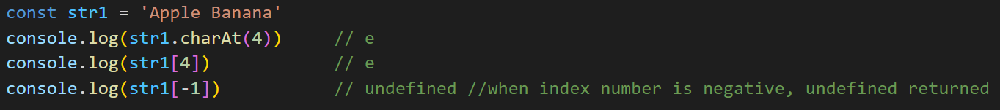 const str1 = 'Apple Banana'
console.log(str1.charAt(4))     // e
console.log(str1[4])            // e
console.log(str1[-1])           // undefined //when index number is negative, undefined returned